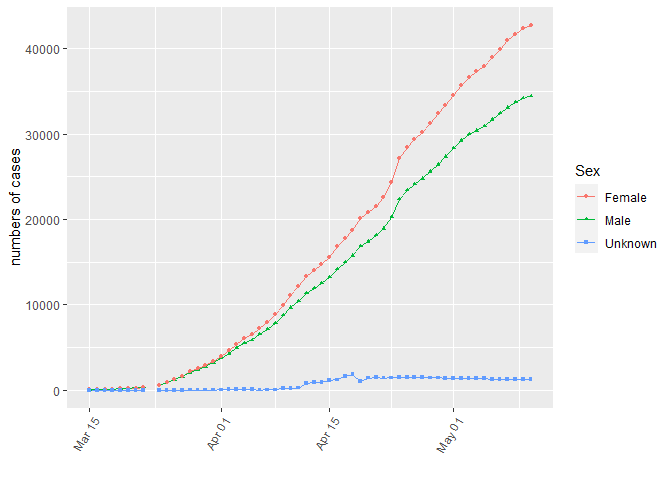 40000
30000
20000
10000
0
numbers of cases
Mar 15
Apr 01
Apr 15
May 01
Sex
Female
Male
Unknown